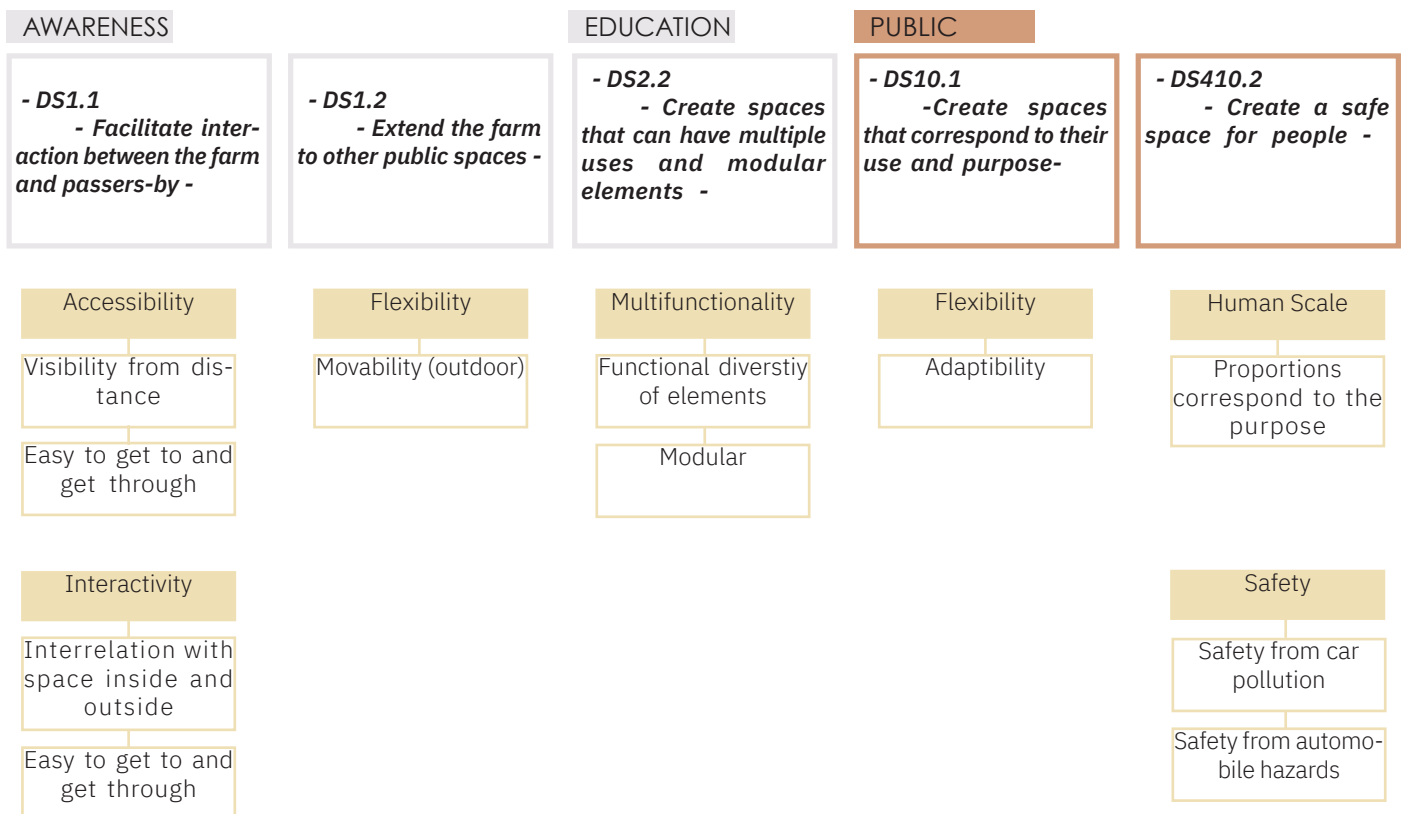 AWARENESS
EDUCATION
PUBLIC
- DS1.1
- Facilitate inter-
action between the farm
and passers-by -
- DS1.2
- Extend the farm
to other public spaces -
- DS2.2
- Create spaces
that can have multiple
uses and modular
elements -
- DS10.1
-Create spaces
that correspond to their
use and purpose-
- DS410.2
- Create a safe
space for people -
Accessibility
Visibility from dis-
tance
Easy to get to and
get through
Interactivity
Interrelation with
space inside and
outside
Easy to get to and
get through
Flexibility
Movability (outdoor)
Multifunctionality
Functional diverstiy
of elements
Modular
Flexibility
Adaptibility
Human Scale
Proportions
correspond to the
purpose
Safety
Safety from car
pollution
Safety from automo-
bile hazards